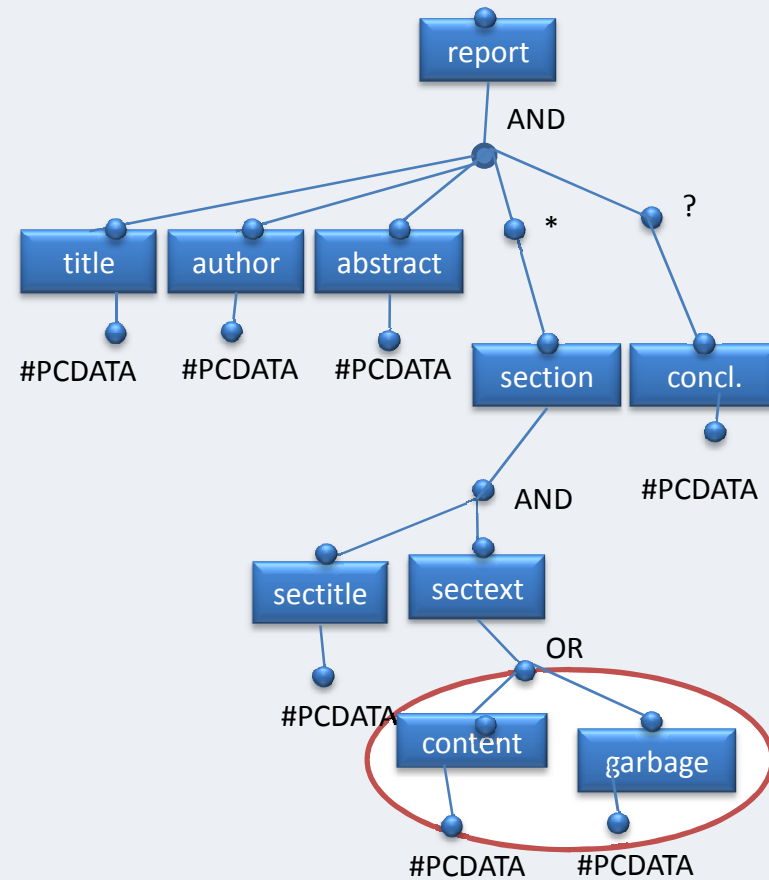 report
AND
*
?
title
author
abstract
#PCDATA
#PCDATA
#PCDATA
section
concl.
#PCDATA
AND
sectitle
sectext
OR
#PCDATA
content
garbage
#PCDATA
#PCDATA